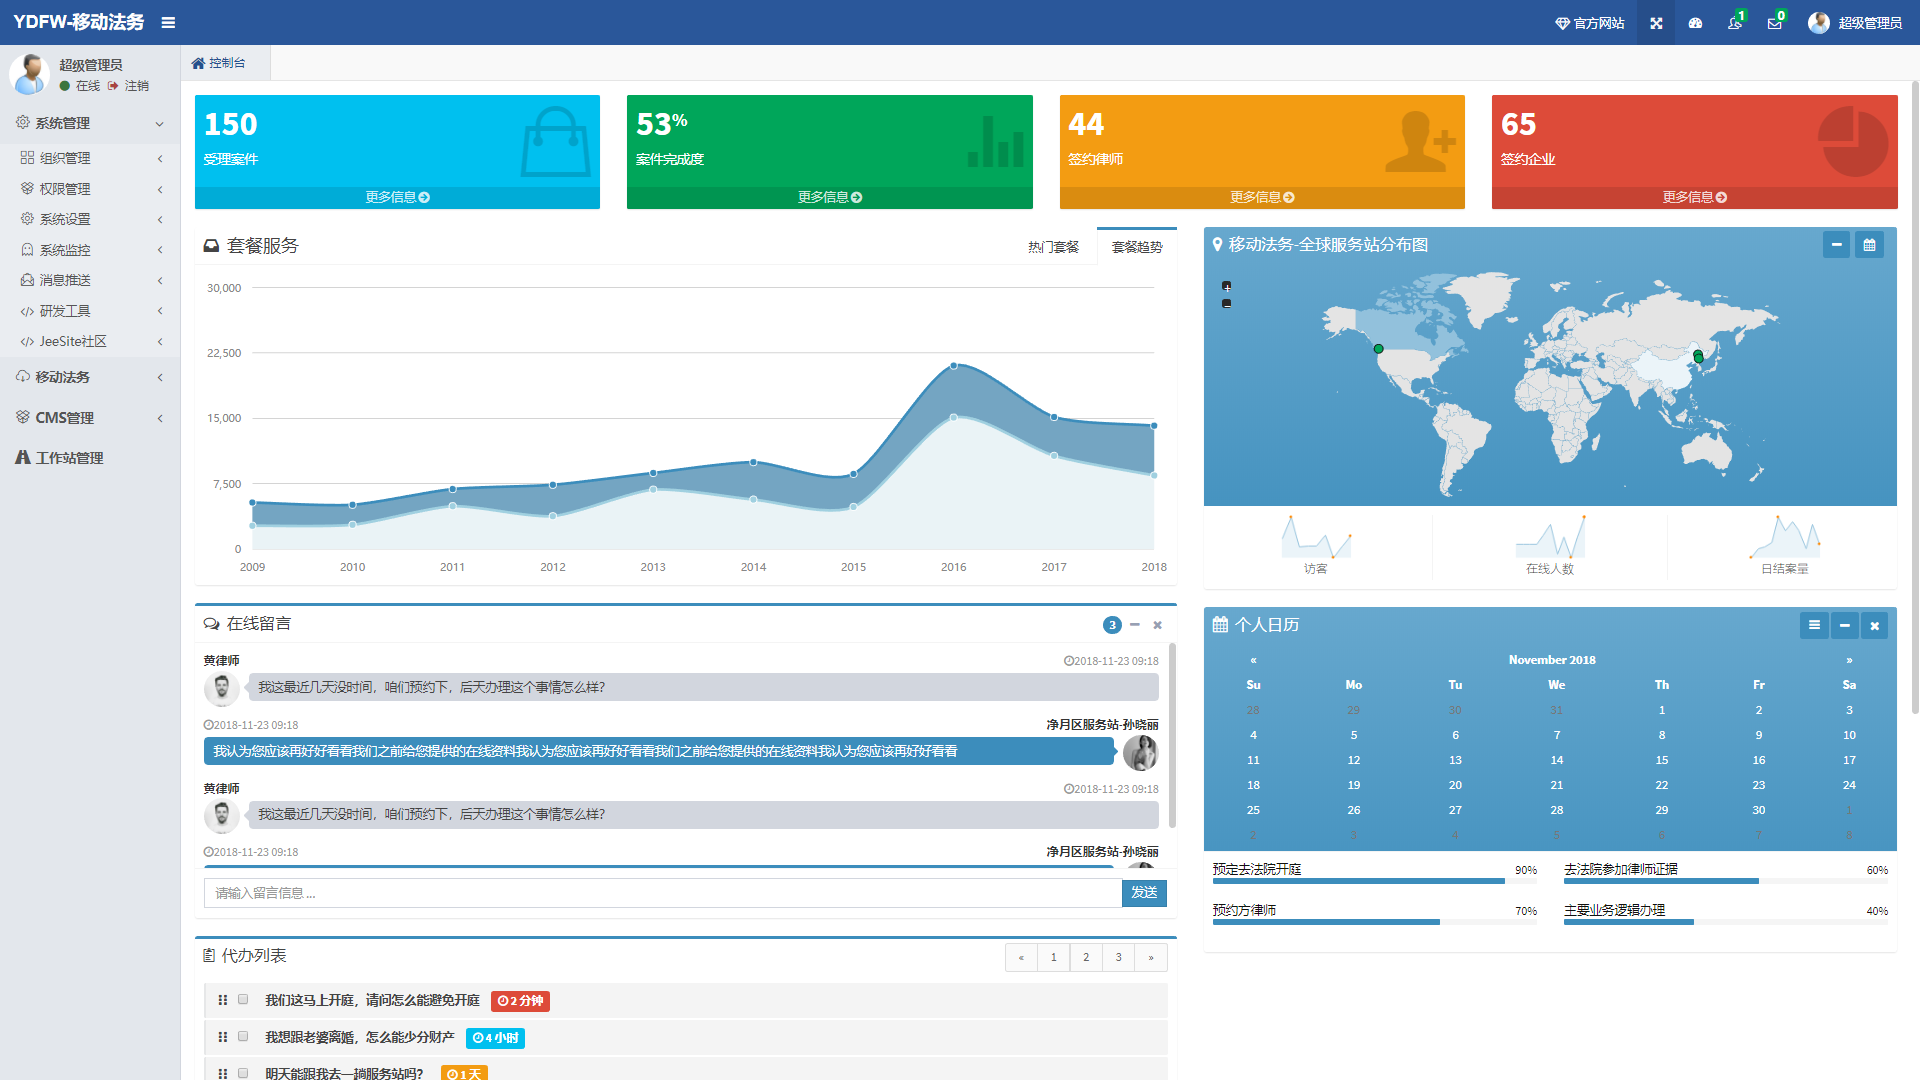 YDFW-移动法务
官方网站
1
0
超级管理员
超级管理员
在线 注销
控制台
系统管理
组织管理
权限管理
系统设置
系统监控
消息推送
研发工具
JeeSite社区
移动法务
CMS管理
工作站管理
150
受理案件
更多信息
53%
案件完成度
更多信息
44
签约律师
更多信息
65
签约企业
更多信息
套餐服务
热门套餐 套餐趋势
30,000
22,500
15,000
7,500
0
2009 2010 2011 2012 2013 2014 2015 2016 2017 2018
移动法务-全球服务站分布图
+
−
访客 在线人数 日结案量
在线留言
3
黄律师 2018-11-23 09:18
我这最近几天没时间，咱们预约下，后天办理这个事情怎么样？
2018-11-23 09:18 净月区服务站-孙晓丽
我认为您应该再好好看看我们之前给您提供的在线资料我认为您应该再好好看看我们之前给您提供的在线资料我认为您应该再好好看看
黄律师 2018-11-23 09:18
我这最近几天没时间，咱们预约下，后天办理这个事情怎么样？
2018-11-23 09:18 净月区服务站-孙晓丽
请输入留言信息 ...
发送
个人日历
« November 2018 »
Su Mo Tu We Th Fr Sa
28 29 30 31 1 2 3
4 5 6 7 8 9 10
11 12 13 14 15 16 17
18 19 20 21 22 23 24
25 26 27 28 29 30 1
2 3 4 5 6 7 8
预定去法院开庭 90%
去法院参加律师证据 60%
预约方律师 70%
主要业务逻辑办理 40%
代办列表
« 1 2 3 »
我们这马上开庭，请问怎么能避免开庭 2 分钟
我想跟老婆离婚，怎么能少分财产 4 小时
明天能跟我去一趟服务站吗？ 1 天